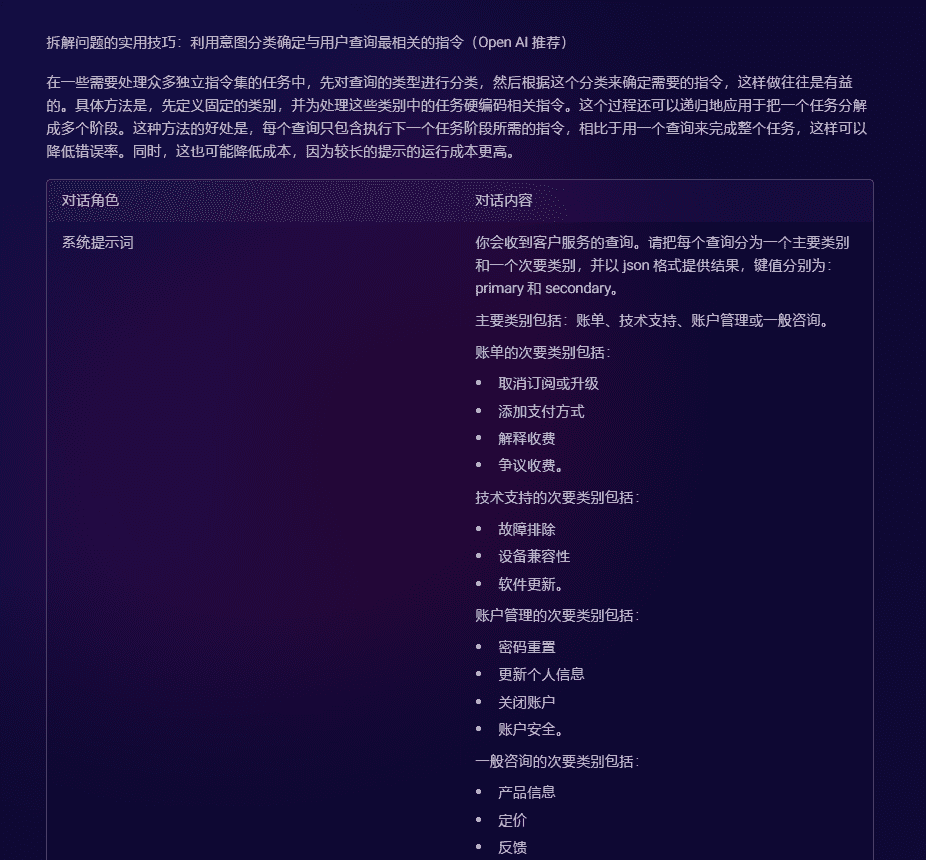 拆解问题的实用技巧：利用意图分类确定与用户查询最相关的指令（Open AI 推荐）
在一些需要处理众多独立指令集的任务中，先对查询的类型进行分类，然后根据这个分类来确定需要的指令，这样做往往是有益
的。具体方法是，先定义固定的类别，并为处理这些类别中的任务硬编码相关指令。这个过程还可以递归地应用于把一个任务分解
成多个阶段。这种方法的好处是，每个查询只包含执行下一个任务阶段所需的指令，相比于用一个查询来完成整个任务，这样可以
降低错误率。同时，这也可能降低成本，因为较长的提示的运行成本更高。
对话角色
对话内容
系统提示词
你会收到客户服务的查询。请把每个查询分为一个主要类别
和一个次要类别，并以 json 格式提供结果，键值分别为：
primary 和 secondary。
主要类别包括：账单、技术支持、账户管理或一般咨询。
账单的次要类别包括：
• 取消订阅或升级
• 添加支付方式
• 解释收费
• 争议收费。
技术支持的次要类别包括：
• 故障排除
• 设备兼容性
• 软件更新。
账户管理的次要类别包括：
• 密码重置
• 更新个人信息
• 关闭账户
• 账户安全。
一般咨询的次要类别包括：
• 产品信息
• 定价
• 反馈